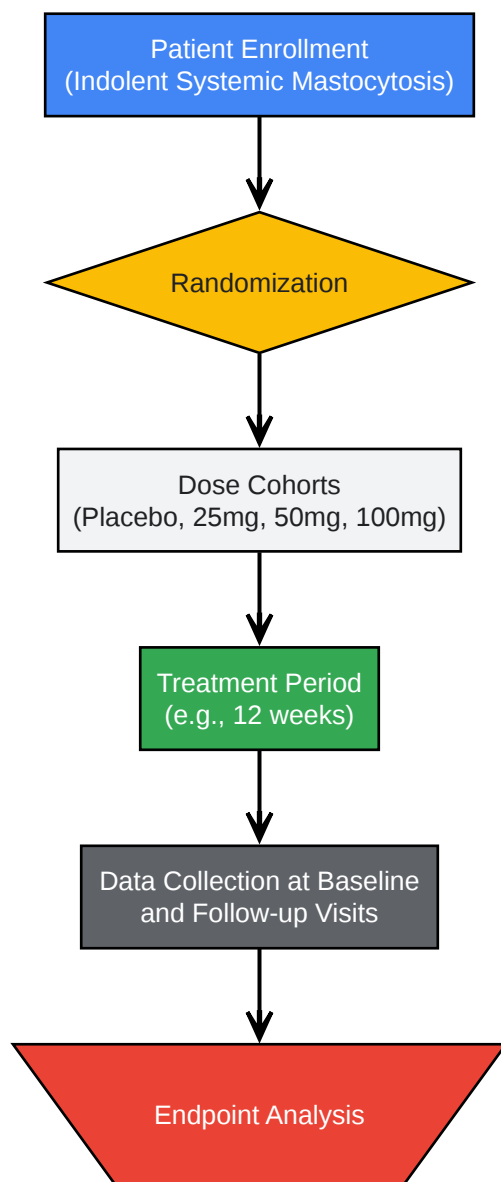 Patient Enrollment
(Indolent Systemic Mastocytosis)
Randomization
Dose Cohorts
(Placebo, 25mg, 50mg, 100mg)
Treatment Period
(e.g., 12 weeks)
Data Collection at Baseline
and Follow-up Visits
Endpoint Analysis